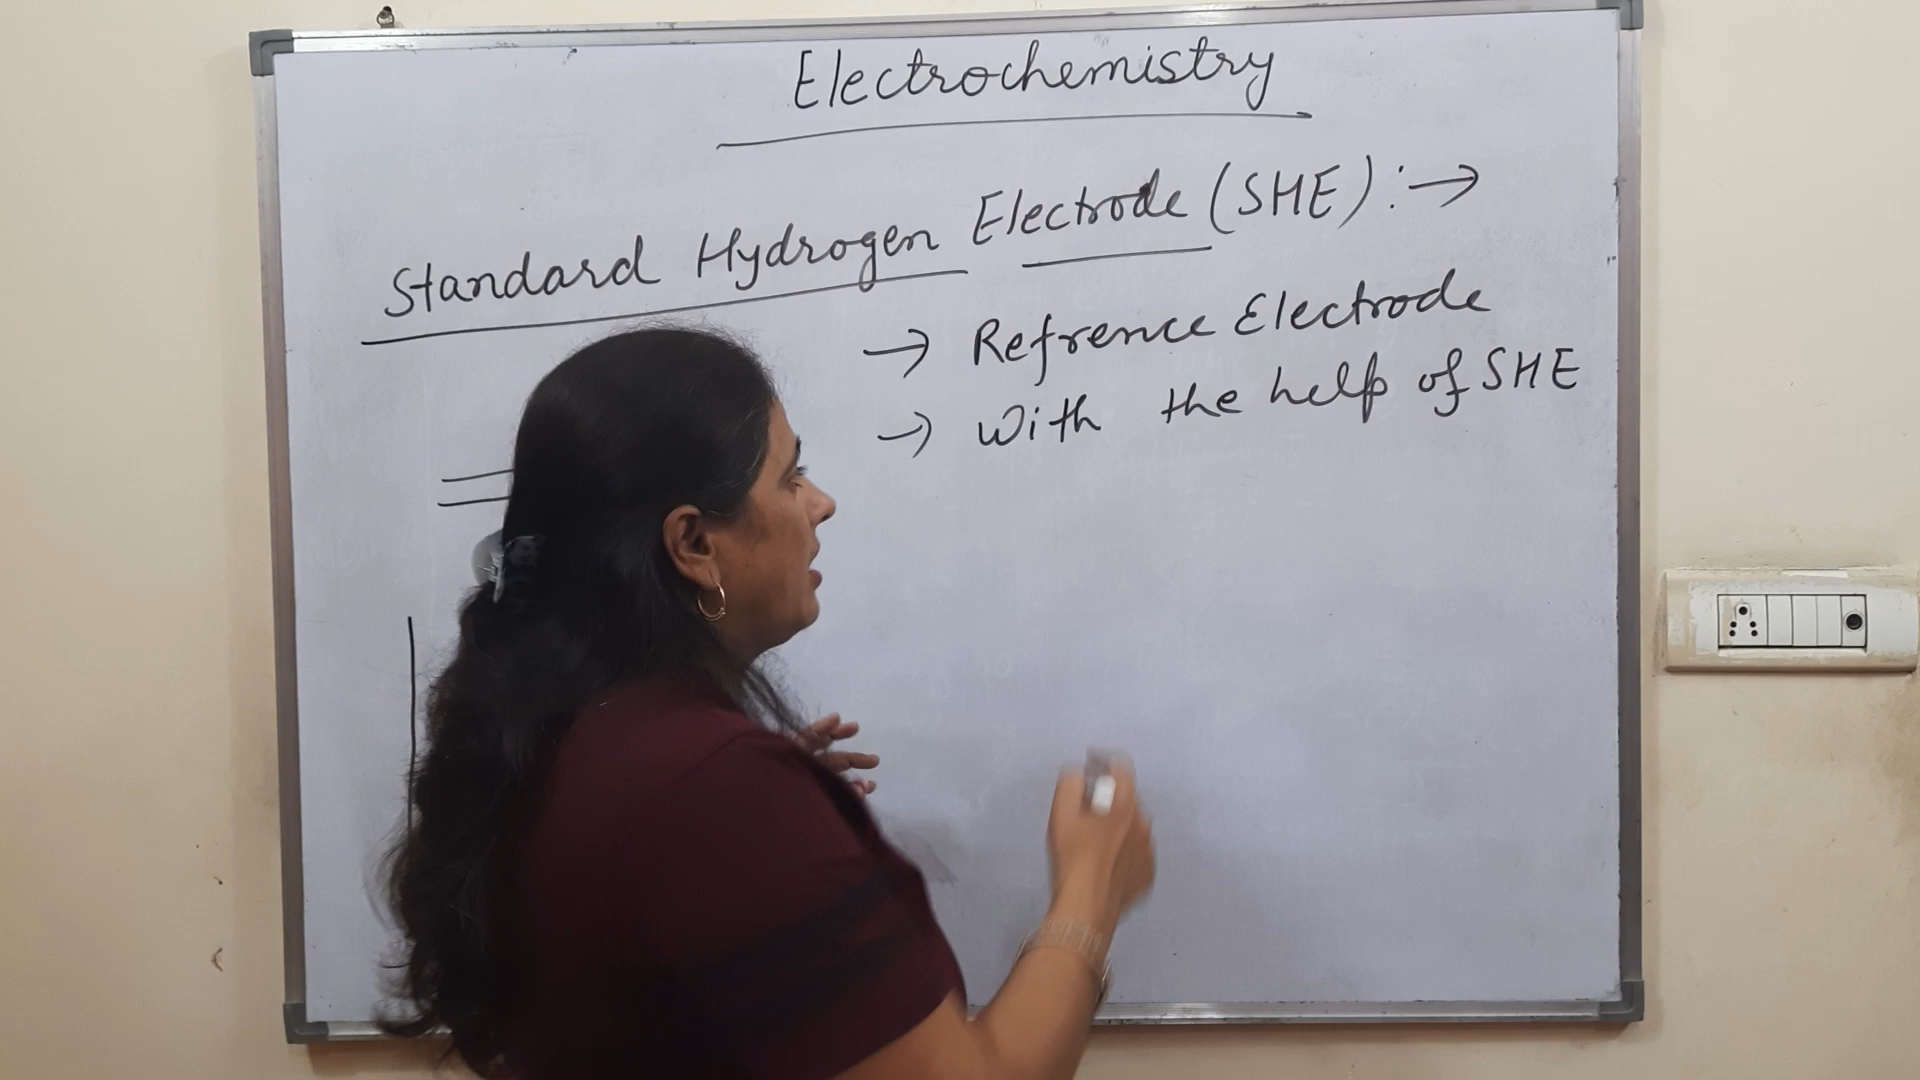 Electrochemistry
Standard Hydrogen Electrode (SHE):→
→ Refrence Electrode
→ With the help of SHE